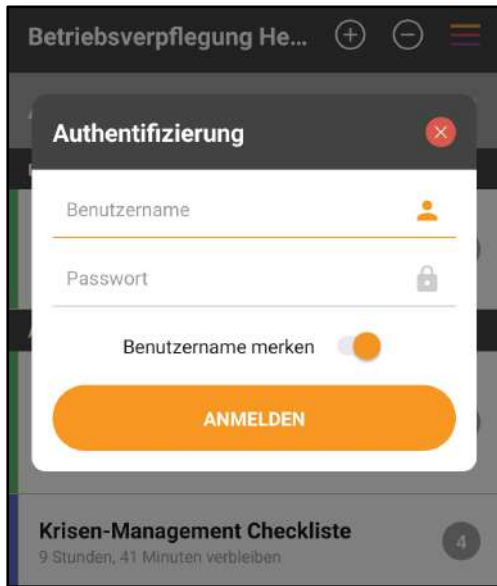 Betriebsverpflegung He...
Authentifizierung
Benutzername
Passwort
Benutzername merken
ANMELDEN
Krisen-Management Checkliste
4
9 Stunden, 41 Minuten verbleiben